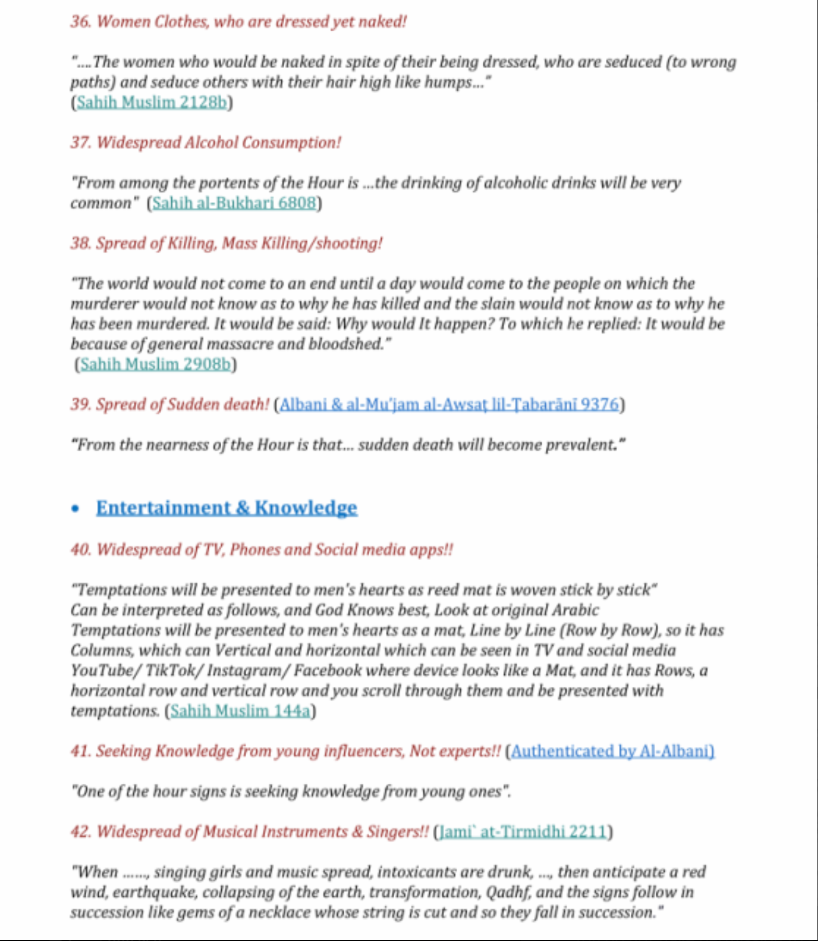 36. Women Clothes, who are dressed yet naked!
"....The women who would be naked in spite of their being dressed, who are seduced (to wrong
paths) and seduce others with their hair high like humps..."
(Sahih Muslim 2128b)
37. Widespread Alcohol Consumption!
"From among the portents of the Hour is ...the drinking of alcoholic drinks will be very
common" (Sahih al-Bukhari 6808)
38. Spread of Killing, Mass Killing/shooting!
"The world would not come to an end until a day would come to the people on which the
murderer would not know as to why he has killed and the slain would not know as to why he
has been murdered. It would be said: Why would It happen? To which he replied: It would be
because of general massacre and bloodshed."
(Sahih Muslim 2908b)
39. Spread of Sudden death! (Albani & al-Mu'jam al-Awsaṭ lil-Ṭabarānī 9376)
"From the nearness of the Hour is that... sudden death will become prevalent."
• Entertainment & Knowledge
40. Widespread of TV, Phones and Social media apps!!
"Temptations will be presented to men's hearts as reed mat is woven stick by stick"
Can be interpreted as follows, and God Knows best, Look at original Arabic
Temptations will be presented to men's hearts as a mat, Line by Line (Row by Row), so it has
Columns, which can Vertical and horizontal which can be seen in TV and social media
YouTube/ TikTok/ Instagram/ Facebook where device looks like a Mat, and it has Rows, a
horizontal row and vertical row and you scroll through them and be presented with
temptations. (Sahih Muslim 144a)
41. Seeking Knowledge from young influencers, Not experts!! (Authenticated by Al-Albani)
"One of the hour signs is seeking knowledge from young ones".
42. Widespread of Musical Instruments & Singers!! (Jami` at-Tirmidhi 2211)
"When ......, singing girls and music spread, intoxicants are drunk, ..., then anticipate a red
wind, earthquake, collapsing of the earth, transformation, Qadhf, and the signs follow in
succession like gems of a necklace whose string is cut and so they fall in succession."